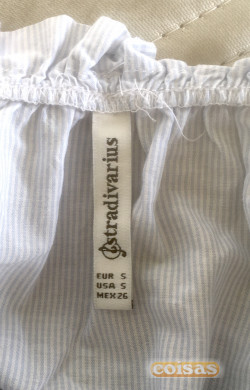 stradivarius
EUR S
USA S
MEX 26
coisas